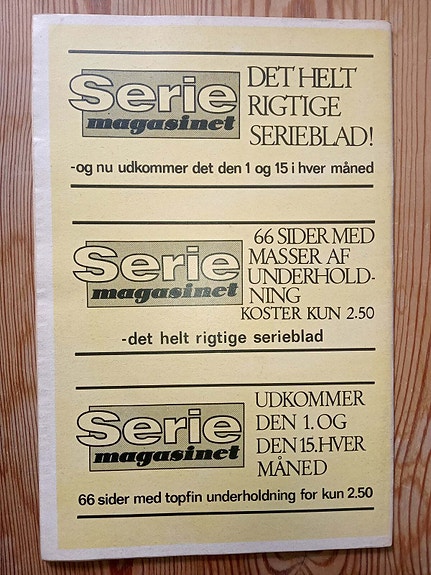 Serie
magasinet
DET HELT
RIGTIGE
SERIEBLAD!
-og nu udkommer det den 1 og 15 i hver måned
Serie
magasinet
66 SIDER MED
MASSER AF
UNDERHOLD-
NING
KOSTER KUN 2.50
-det helt rigtige serieblad
Serie
magasinet
UDKOMMER
DEN 1. OG
DEN 15. HVER
MÅNED
66 sider med topfin underholdning for kun 2.50